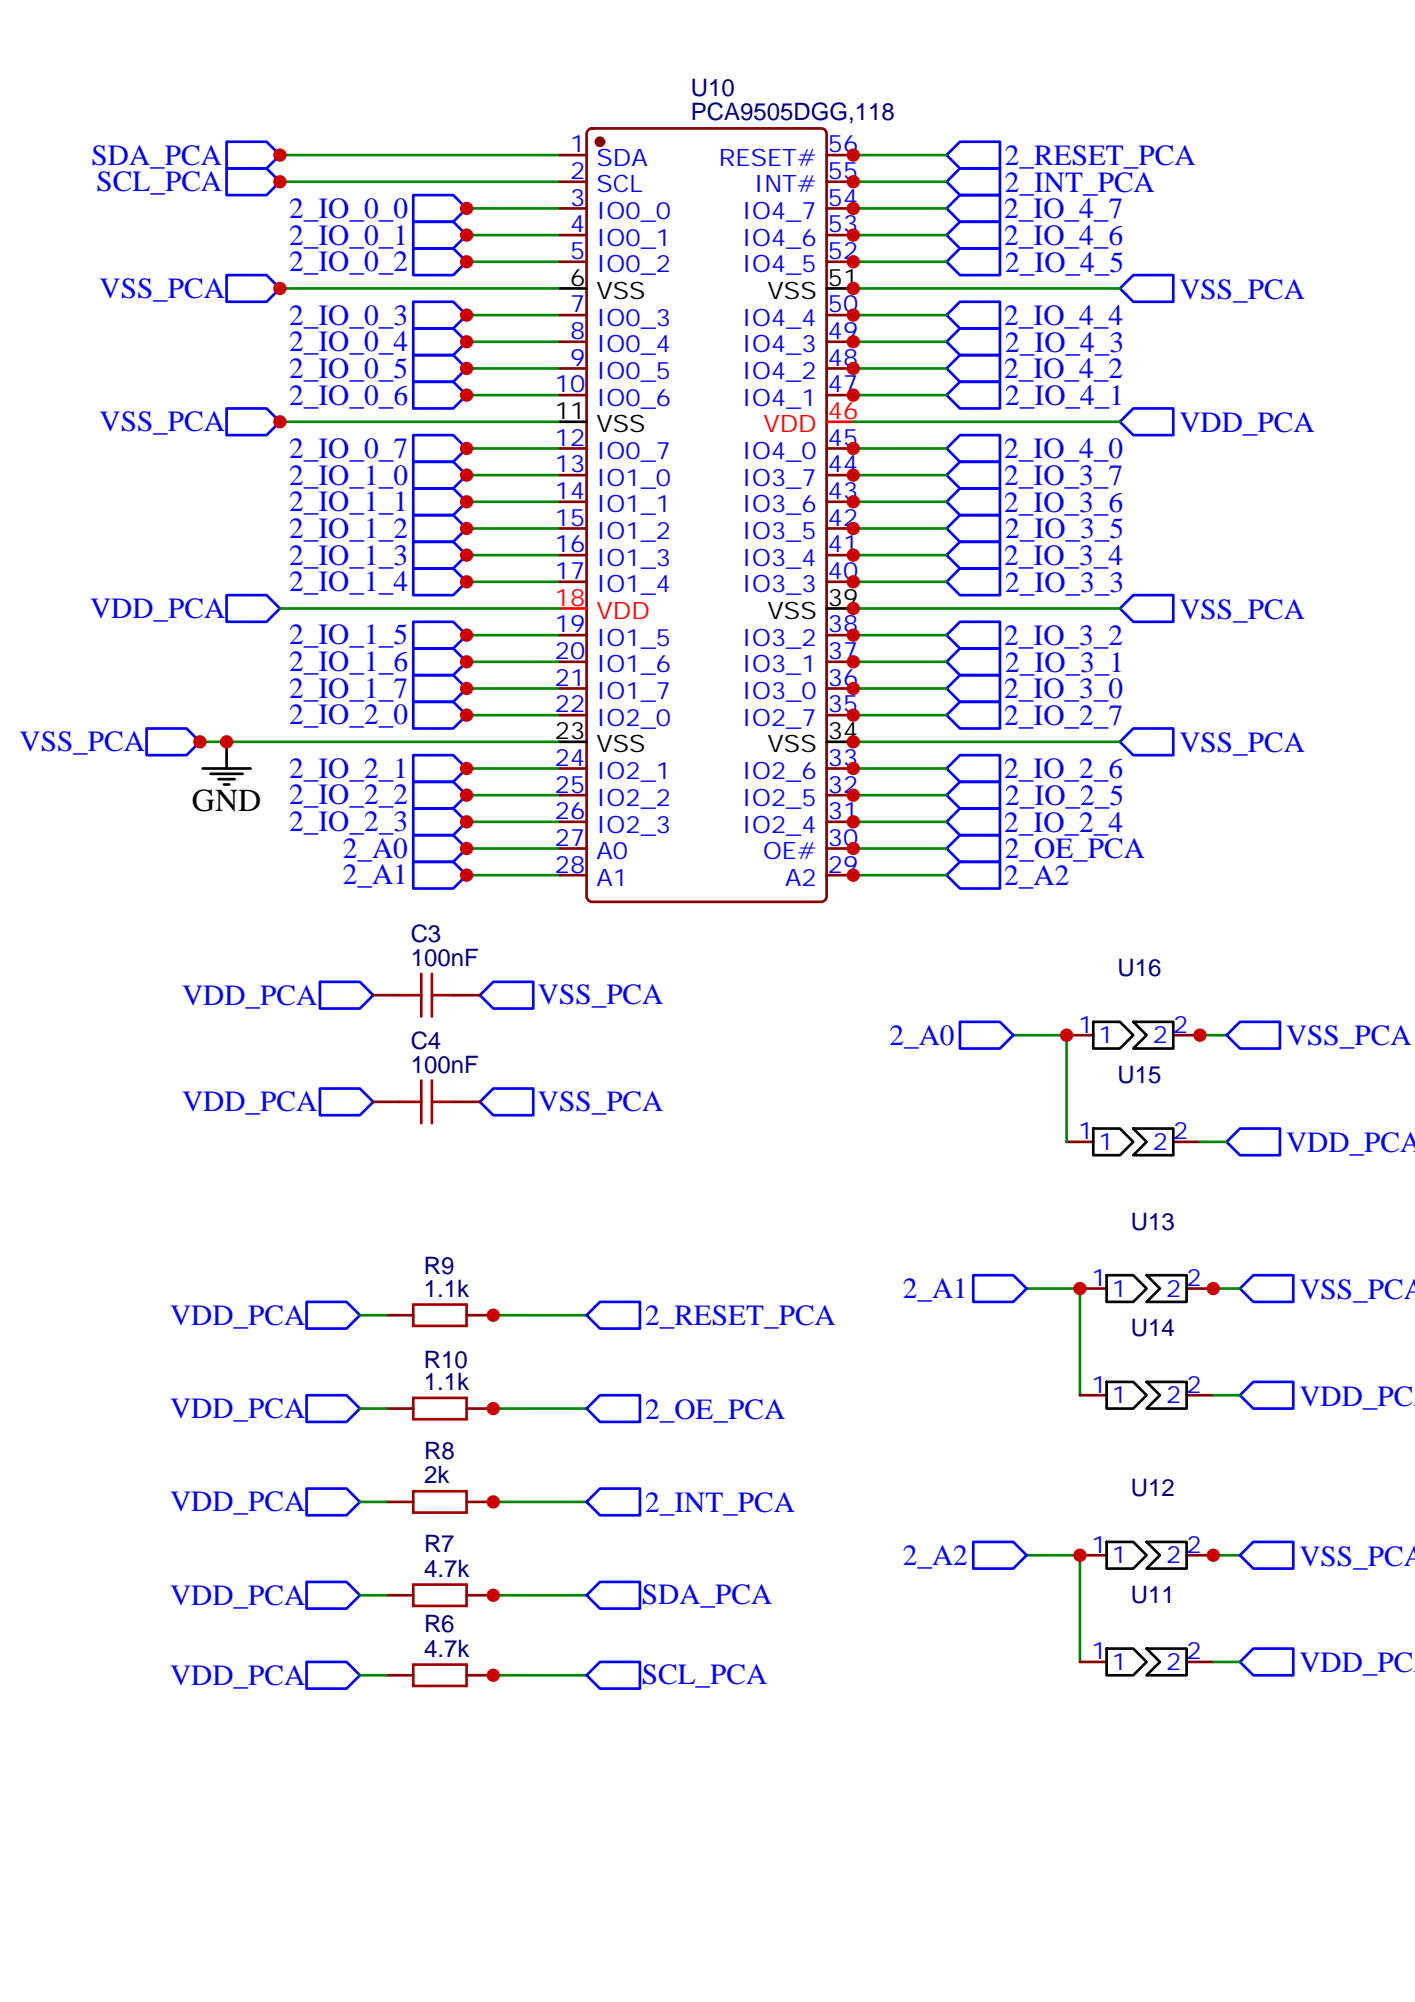 U10
PCA9505DGG,118
SDA_PCA 1 SDA RESET# 56 2_RESET_PCA
SCL_PCA 2 SCL INT# 55 2_INT_PCA
2_IO_0_0 3 IO0_0 IO4_7 54 2_IO_4_7
2_IO_0_1 4 IO0_1 IO4_6 53 2_IO_4_6
2_IO_0_2 5 IO0_2 IO4_5 52 2_IO_4_5
VSS_PCA 6 VSS VSS 51 VSS_PCA
2_IO_0_3 7 IO0_3 IO4_4 50 2_IO_4_4
2_IO_0_4 8 IO0_4 IO4_3 49 2_IO_4_3
2_IO_0_5 9 IO0_5 IO4_2 48 2_IO_4_2
2_IO_0_6 10 IO0_6 IO4_1 47 2_IO_4_1
VSS_PCA 11 VSS VDD 46 VDD_PCA
2_IO_0_7 12 IO0_7 IO4_0 45 2_IO_4_0
2_IO_1_0 13 IO1_0 IO3_7 44 2_IO_3_7
2_IO_1_1 14 IO1_1 IO3_6 43 2_IO_3_6
2_IO_1_2 15 IO1_2 IO3_5 42 2_IO_3_5
2_IO_1_3 16 IO1_3 IO3_4 41 2_IO_3_4
2_IO_1_4 17 IO1_4 IO3_3 40 2_IO_3_3
VDD_PCA 18 VDD VSS 39 VSS_PCA
2_IO_1_5 19 IO1_5 IO3_2 38 2_IO_3_2
2_IO_1_6 20 IO1_6 IO3_1 37 2_IO_3_1
2_IO_1_7 21 IO1_7 IO3_0 36 2_IO_3_0
2_IO_2_0 22 IO2_0 IO2_7 35 2_IO_2_7
VSS_PCA 23 VSS VSS 34 VSS_PCA
GND
2_IO_2_1 24 IO2_1 IO2_6 33 2_IO_2_6
2_IO_2_2 25 IO2_2 IO2_5 32 2_IO_2_5
2_IO_2_3 26 IO2_3 IO2_4 31 2_IO_2_4
2_A0 27 A0 OE# 30 2_OE_PCA
2_A1 28 A1 A2 29 2_A2
C3
100nF
VDD_PCA VSS_PCA
C4
100nF
VDD_PCA VSS_PCA
U16
2_A0 1 1 2 2 VSS_PCA
U15
1 1 2 2 VDD_PCA
U13
2_A1 1 1 2 2 VSS_PCA
U14
1 1 2 2 VDD_PC
U12
2_A2 1 1 2 2 VSS_PCA
U11
1 1 2 2 VDD_PC
R9
1.1k
VDD_PCA 2_RESET_PCA
R10
1.1k
VDD_PCA 2_OE_PCA
R8
2k
VDD_PCA 2_INT_PCA
R7
4.7k
VDD_PCA SDA_PCA
R6
4.7k
VDD_PCA SCL_PCA